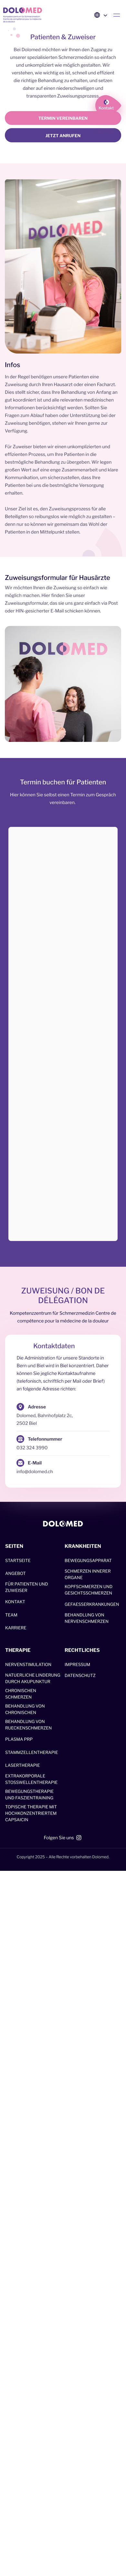 DOLOMED
Patienten & Zuweiser
Bei Dolomed möchten wir Ihnen den Zugang zu
unserer spezialisierten Schmerzmedizin so einfach
und unkompliziert wie möglich gestalten. Wir
verstehen, wie wichtig es ist, schnell und effizient
die richtige Behandlung zu erhalten, und setzen
daher auf einen niederschwelligen und
transparenten Zuweisungsprozess.
Kontakt
TERMIN VEREINBAREN
JETZT ANRUFEN
DOLOMED
Infos
In der Regel benötigen unsere Patienten eine
Zuweisung durch Ihren Hausarzt oder einen Facharzt.
Dies stellt sicher, dass Ihre Behandlung von Anfang an
gut koordiniert ist und alle relevanten medizinischen
Informationen berücksichtigt werden. Sollten Sie
Fragen zum Ablauf haben oder Unterstützung bei der
Zuweisung benötigen, stehen wir Ihnen gerne zur
Verfügung.
Für Zuweiser bieten wir einen unkomplizierten und
effizienten Prozess, um Ihre Patienten in die
bestmögliche Behandlung zu übergeben. Wir legen
großen Wert auf eine enge Zusammenarbeit und klare
Kommunikation, um sicherzustellen, dass Ihre
Patienten bei uns die bestmögliche Versorgung
erhalten.
Unser Ziel ist es, den Zuweisungsprozess für alle
Beteiligten so reibungslos wie möglich zu gestalten –
denn nur so können wir gemeinsam das Wohl der
Patienten in den Mittelpunkt stellen.
Zuweisungsformular für Hausärzte
Wir möchten Ihnen die Zuweisung so einfach wie
möglich machen. Hier finden Sie unser
Zuweisungsformular, das sie uns ganz einfach via Post
oder HIN gesicherter E-Mail schicken können.
DOLOMED
Termin buchen für Patienten
Hier können Sie selbst einen Termin zum Gespräch
vereinbaren.
ZUWEISUNG / BON DE
DÉLÉGATION
Kompetenzzentrum für Schmerzmedizin Centre de
compétence pour la médecine de la douleur
Kontaktdaten
Die Administration für unsere Standorte in
Bern und Biel wird in Biel konzentriert. Daher
können Sie jegliche Kontaktaufnahme
(telefonisch, schriftlich per Mail oder Brief)
an folgende Adresse richten:
Adresse
Dolomed, Bahnhofplatz 2c,
2502 Biel
Telefonnummer
032 324 3990
E-Mail
info@dolomed.ch
DOLOMED
SEITEN
STARTSEITE
ANGEBOT
FÜR PATIENTEN UND
ZUWEISER
KONTAKT
TEAM
KARRIERE
KRANKHEITEN
BEWEGUNGSAPPARAT
SCHMERZEN INNERER
ORGANE
KOPFSCHMERZEN UND
GESICHTSSCHMERZEN
GEFAESSERKRANKUNGEN
BEHANDLUNG VON
NERVENSCHMERZEN
THERAPIE
NERVENSTIMULATION
NATUERLICHE LINDERUNG
DURCH AKUPUNKTUR
CHRONISCHEN
SCHMERZEN
BEHANDLUNG VON
CHRONISCHEN
BEHANDLUNG VON
RUECKENSCHMERZEN
PLASMA PRP
STAMMZELLENTHERAPIE
LASERTHERAPIE
EXTRAKORPORALE
STOSSWELLENTHERAPIE
BEWEGUNGSTHERAPIE
UND FASZIENTRAINING
TOPISCHE THERAPIE MIT
HOCHKONZENTRIERTEM
CAPSAICIN
RECHTLICHES
IMPRESSUM
DATENSCHUTZ
Folgen Sie uns
Copyright 2025 – Alle Rechte vorbehalten Dolomed.